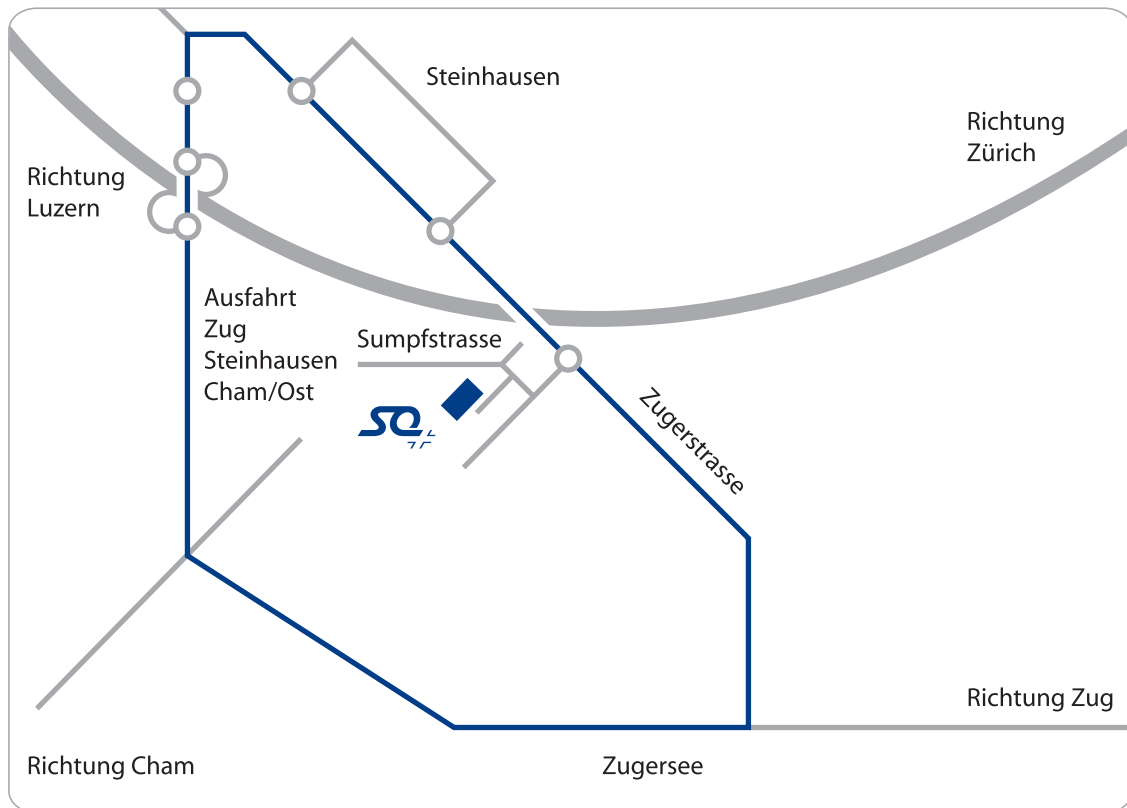 Steinhausen
Richtung
Zürich
Richtung
Luzern
Ausfahrt
Zug
Steinhausen
Cham/Ost
Sumpfstrasse
SQ
Zugerstrasse
Richtung Zug
Richtung Cham
Zugersee